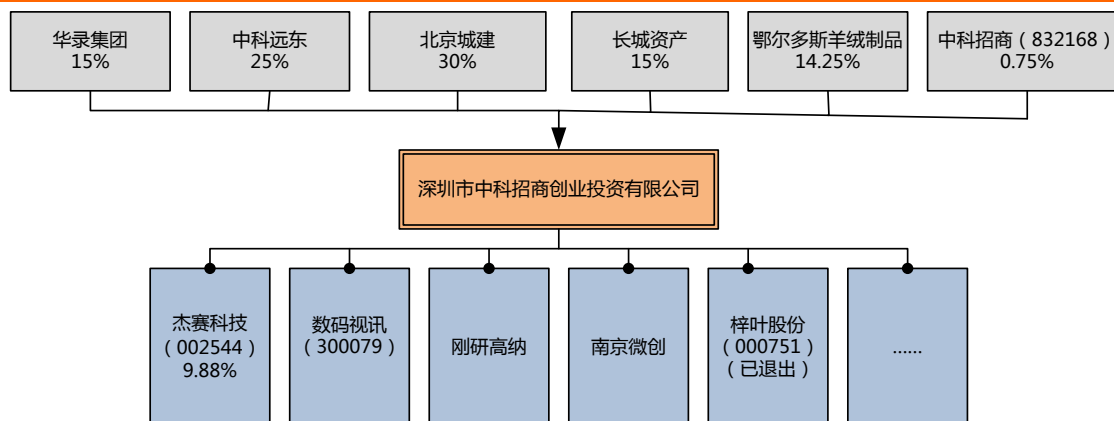 华录集团
15%
中科远东
25%
北京城建
30%
长城资产
15%
鄂尔多斯羊绒制品
14.25%
中科招商（832168）
0.75%
深圳市中科招商创业投资有限公司
杰赛科技
（002544）
9.88%
数码视讯
（300079）
刚研高纳
南京微创
梓叶股份
（000751）
（已退出）
……